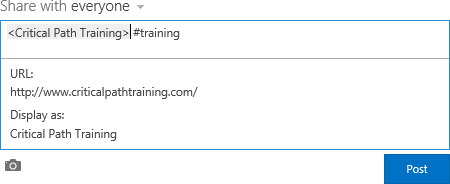 Share with everyone
<Critical Path Training> #training
URL:
http://www.criticalpathtraining.com/
Display as:
Critical Path Training
Post